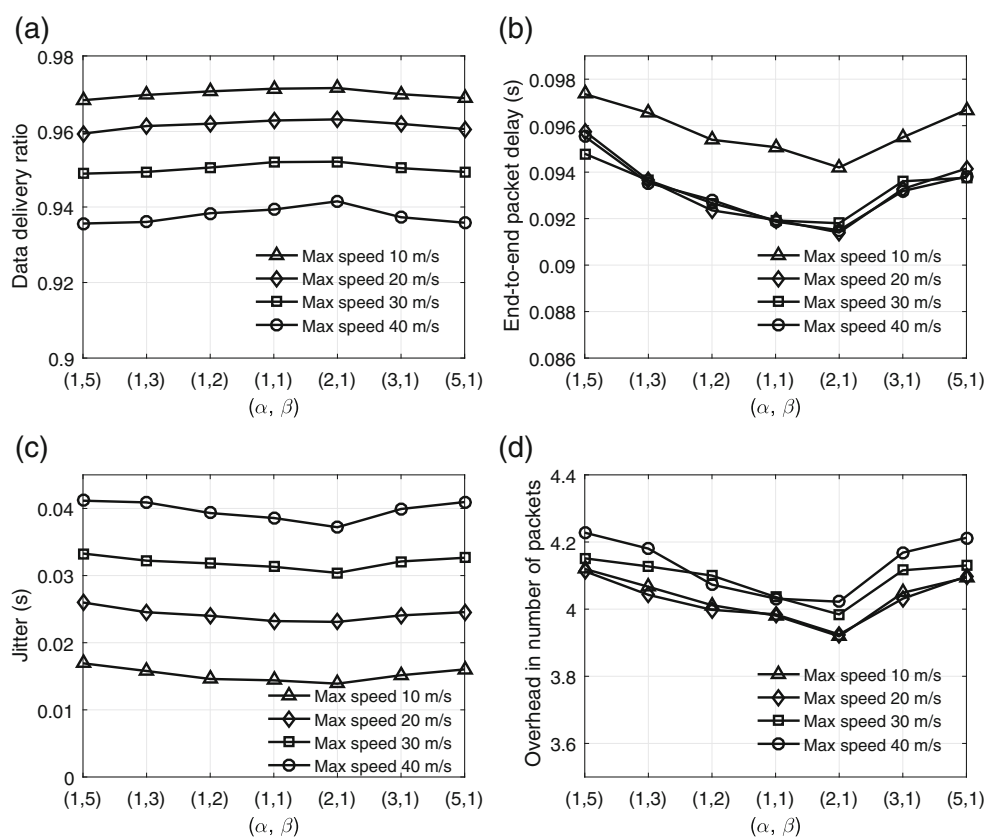 (a)
Data delivery ratio
0.98
0.96
0.94
0.92
0.9
Max speed 10 m/s
Max speed 20 m/s
Max speed 30 m/s
Max speed 40 m/s
(1,5) (1,3) (1,2) (1,1) (2,1) (3,1) (5,1)
(α, β)
(b)
End-to-end packet delay (s)
0.098
0.096
0.094
0.092
0.09
0.088
0.086
Max speed 10 m/s
Max speed 20 m/s
Max speed 30 m/s
Max speed 40 m/s
(1,5) (1,3) (1,2) (1,1) (2,1) (3,1) (5,1)
(α, β)
(c)
Jitter (s)
0.04
0.03
0.02
0.01
0
Max speed 10 m/s
Max speed 20 m/s
Max speed 30 m/s
Max speed 40 m/s
(1,5) (1,3) (1,2) (1,1) (2,1) (3,1) (5,1)
(α, β)
(d)
Overhead in number of packets
4.4
4.2
4
3.8
3.6
Max speed 10 m/s
Max speed 20 m/s
Max speed 30 m/s
Max speed 40 m/s
(1,5) (1,3) (1,2) (1,1) (2,1) (3,1) (5,1)
(α, β)